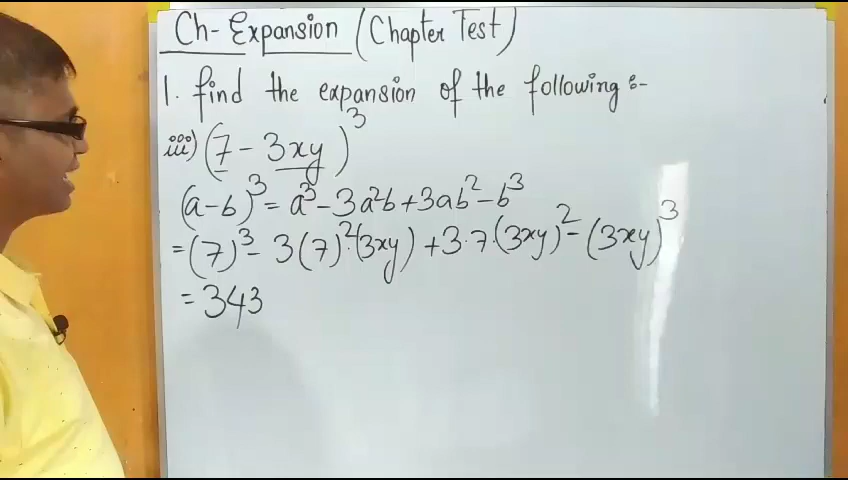 Ch- Expansion (Chapter Test)
1. find the expansion of the following :-
iii) (7 - 3xy)³
(a-b)³ = a³ - 3a²b + 3ab² - b³
= (7)³ - 3(7)²·(3xy) + 3·7·(3xy)² - (3xy)³
= 343